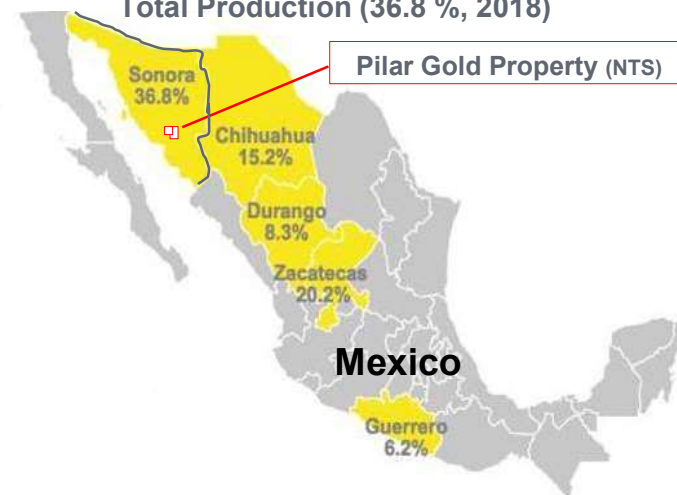 Total Production (36.8 %, 2018)
Pilar Gold Property (NTS)
Sonora
36.8%
Chihuahua
15.2%
Durango
8.3%
Zacatecas
20.2%
Mexico
Guerrero
6.2%